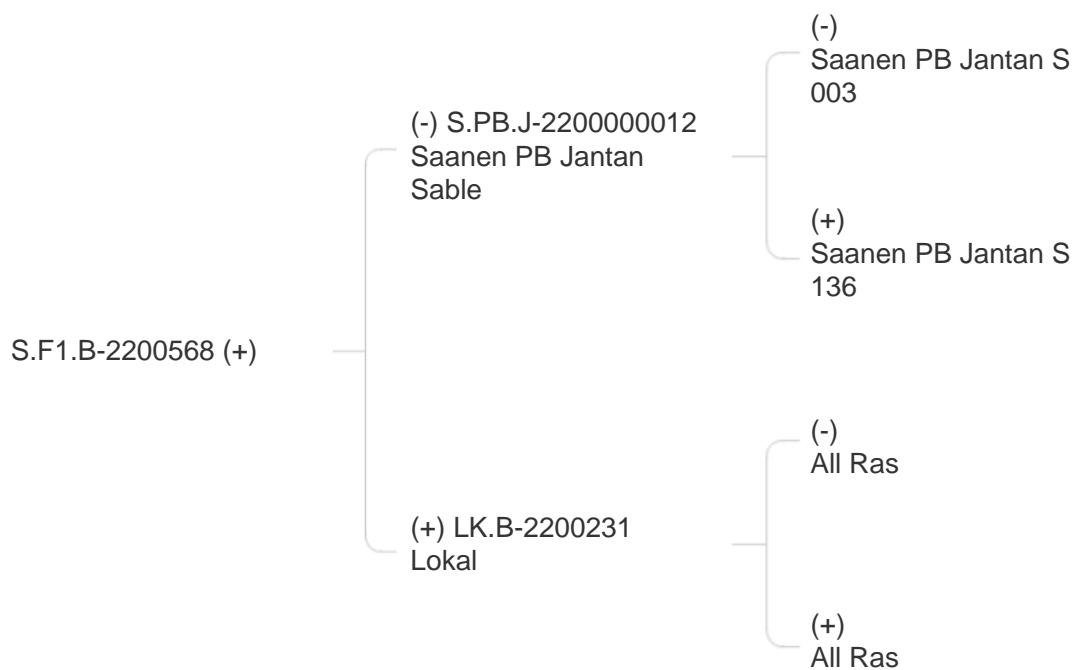 (-)
Saanen PB Jantan S
003
(-) S.PB.J-2200000012
Saanen PB Jantan
Sable
(+)
Saanen PB Jantan S
136
S.F1.B-2200568 (+)
(-)
All Ras
(+) LK.B-2200231
Lokal
(+)
All Ras